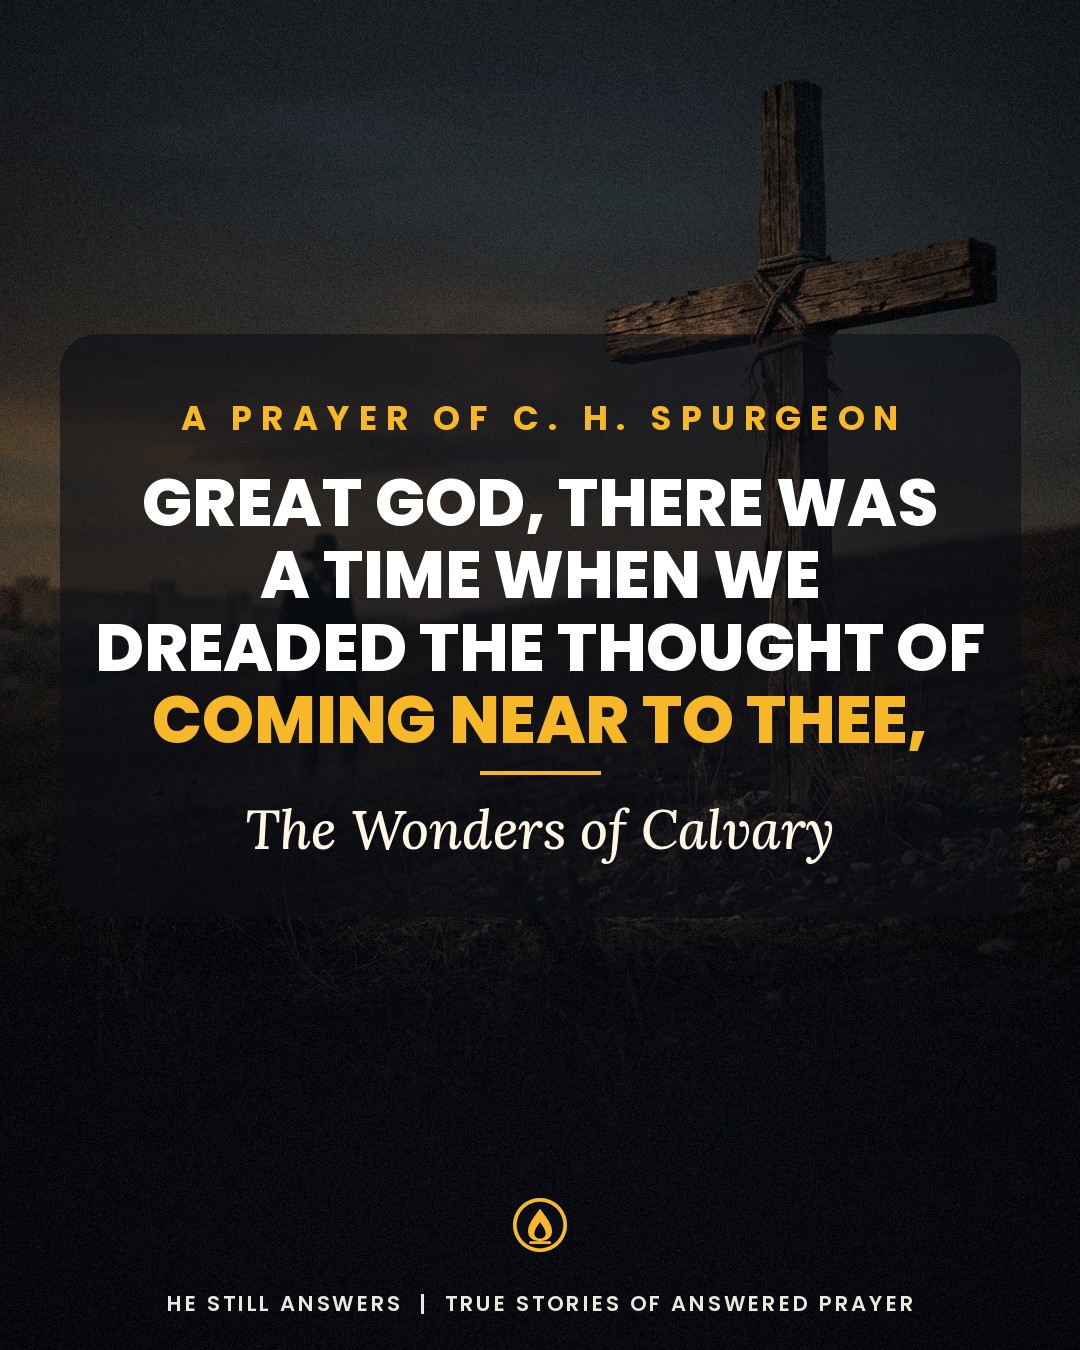 A PRAYER OF C. H. SPURGEON
GREAT GOD, THERE WAS
A TIME WHEN WE
DREADED THE THOUGHT OF
COMING NEAR TO THEE,
The Wonders of Calvary
HE STILL ANSWERS | TRUE STORIES OF ANSWERED PRAYER